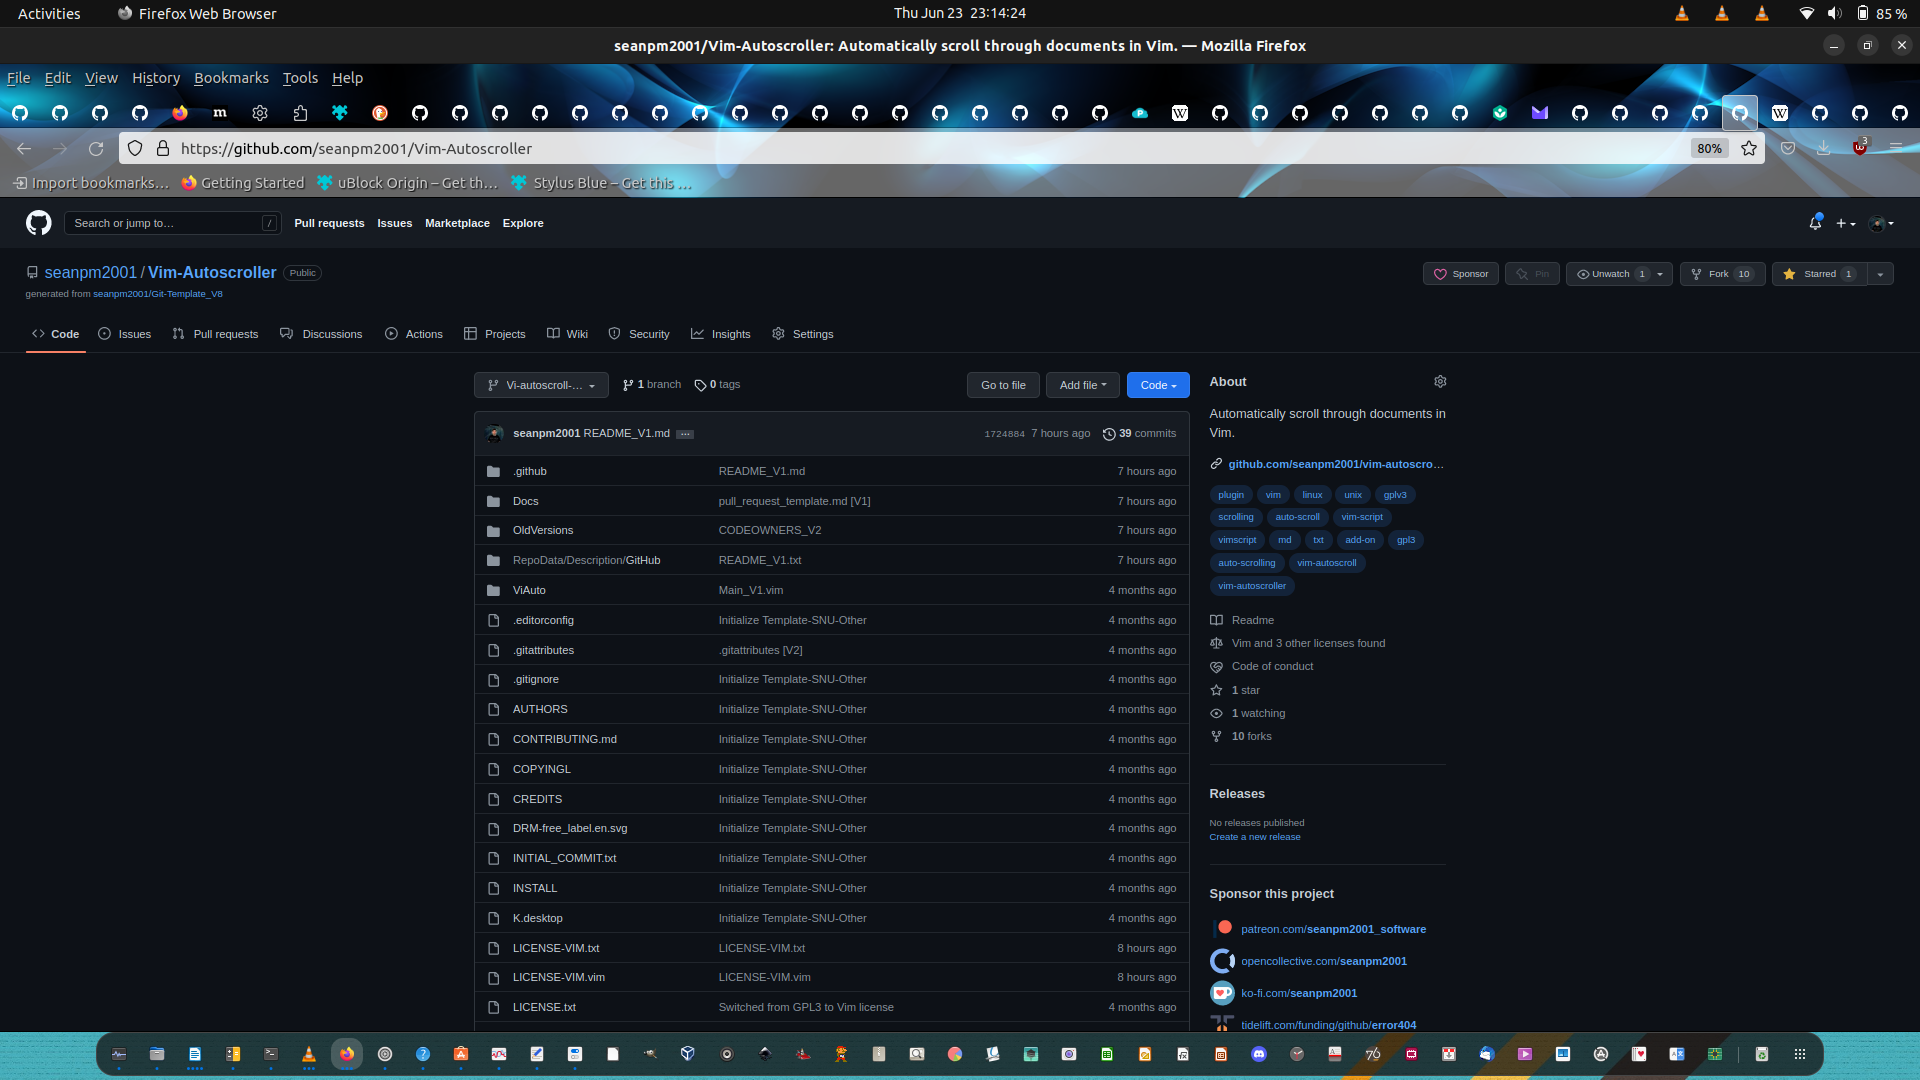 Activities Firefox Web Browser Thu Jun 23 23:14:24 85 %
seanpm2001/Vim-Autoscroller: Automatically scroll through documents in Vim. — Mozilla Firefox
File Edit View History Bookmarks Tools Help
https://github.com/seanpm2001/Vim-Autoscroller 80% 3
Import bookmarks… Getting Started uBlock Origin – Get th… Stylus Blue – Get this …
Search or jump to… / Pull requests Issues Marketplace Explore
seanpm2001 / Vim-Autoscroller Public Sponsor Pin Unwatch 1 Fork 10 Starred 1
generated from seanpm2001/Git-Template_V8
Code Issues Pull requests Discussions Actions Projects Wiki Security Insights Settings
Vi-autoscroll-… 1 branch 0 tags Go to file Add file Code
seanpm2001 README_V1.md … 1724884 7 hours ago 39 commits
.github README_V1.md 7 hours ago
Docs pull_request_template.md [V1] 7 hours ago
OldVersions CODEOWNERS_V2 7 hours ago
RepoData/Description/GitHub README_V1.txt 7 hours ago
ViAuto Main_V1.vim 4 months ago
.editorconfig Initialize Template-SNU-Other 4 months ago
.gitattributes .gitattributes [V2] 4 months ago
.gitignore Initialize Template-SNU-Other 4 months ago
AUTHORS Initialize Template-SNU-Other 4 months ago
CONTRIBUTING.md Initialize Template-SNU-Other 4 months ago
COPYINGL Initialize Template-SNU-Other 4 months ago
CREDITS Initialize Template-SNU-Other 4 months ago
DRM-free_label.en.svg Initialize Template-SNU-Other 4 months ago
INITIAL_COMMIT.txt Initialize Template-SNU-Other 4 months ago
INSTALL Initialize Template-SNU-Other 4 months ago
K.desktop Initialize Template-SNU-Other 4 months ago
LICENSE-VIM.txt LICENSE-VIM.txt 8 hours ago
LICENSE-VIM.vim LICENSE-VIM.vim 8 hours ago
LICENSE.txt Switched from GPL3 to Vim license 4 months ago
About
Automatically scroll through documents in
Vim.
github.com/seanpm2001/vim-autoscro…
plugin vim linux unix gplv3
scrolling auto-scroll vim-script
vimscript md txt add-on gpl3
auto-scrolling vim-autoscroll
vim-autoscroller
Readme
Vim and 3 other licenses found
Code of conduct
1 star
1 watching
10 forks
Releases
No releases published
Create a new release
Sponsor this project
patreon.com/seanpm2001_software
opencollective.com/seanpm2001
ko-fi.com/seanpm2001
tidelift.com/funding/github/error404